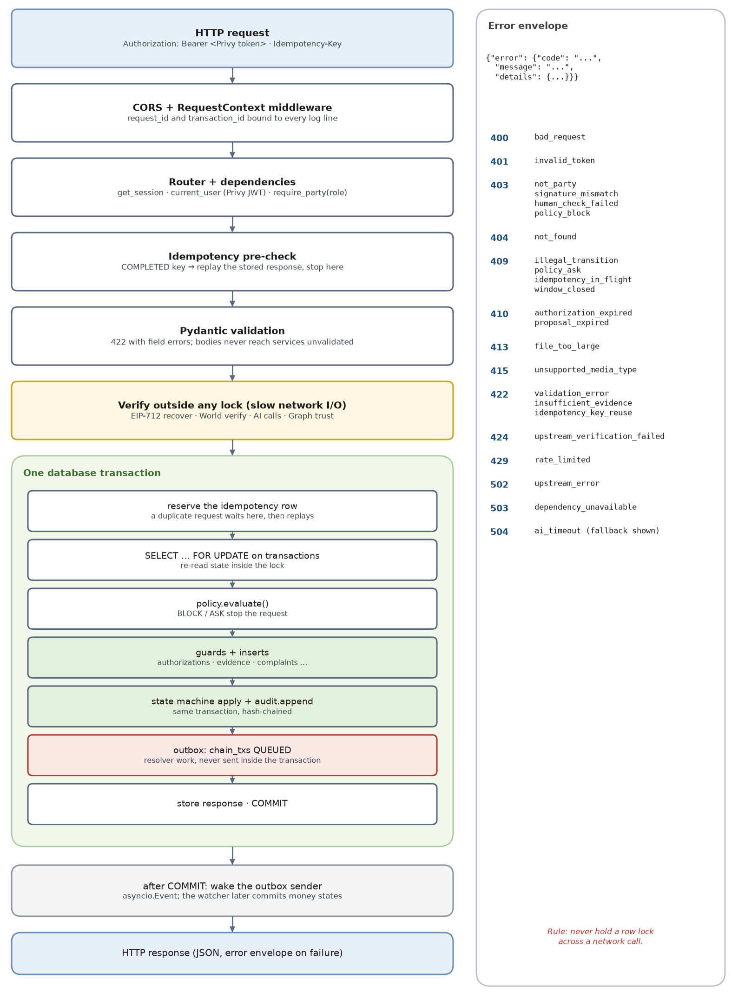 HTTP request
Authorization: Bearer <Privy token> · Idempotency-Key
CORS + RequestContext middleware
request_id and transaction_id bound to every log line
Router + dependencies
get_session · current_user (Privy JWT) · require_party(role)
Idempotency pre-check
COMPLETED key → replay the stored response, stop here
Pydantic validation
422 with field errors; bodies never reach services unvalidated
Verify outside any lock (slow network I/O)
EIP-712 recover · World verify · AI calls · Graph trust
One database transaction
reserve the idempotency row
a duplicate request waits here, then replays
SELECT … FOR UPDATE on transactions
re-read state inside the lock
policy.evaluate()
BLOCK / ASK stop the request
guards + inserts
authorizations · evidence · complaints …
state machine apply + audit.append
same transaction, hash-chained
outbox: chain_txs QUEUED
resolver work, never sent inside the transaction
store response · COMMIT
after COMMIT: wake the outbox sender
asyncio.Event; the watcher later commits money states
HTTP response (JSON, error envelope on failure)
Error envelope
{"error": {"code": "...",
  "message": "...",
  "details": {...}}}
400 bad_request
401 invalid_token
403 not_party
signature_mismatch
human_check_failed
policy_block
404 not_found
409 illegal_transition
policy_ask
idempotency_in_flight
window_closed
410 authorization_expired
proposal_expired
413 file_too_large
415 unsupported_media_type
422 validation_error
insufficient_evidence
idempotency_key_reuse
424 upstream_verification_failed
429 rate_limited
502 upstream_error
503 dependency_unavailable
504 ai_timeout (fallback shown)
Rule: never hold a row lock
across a network call.